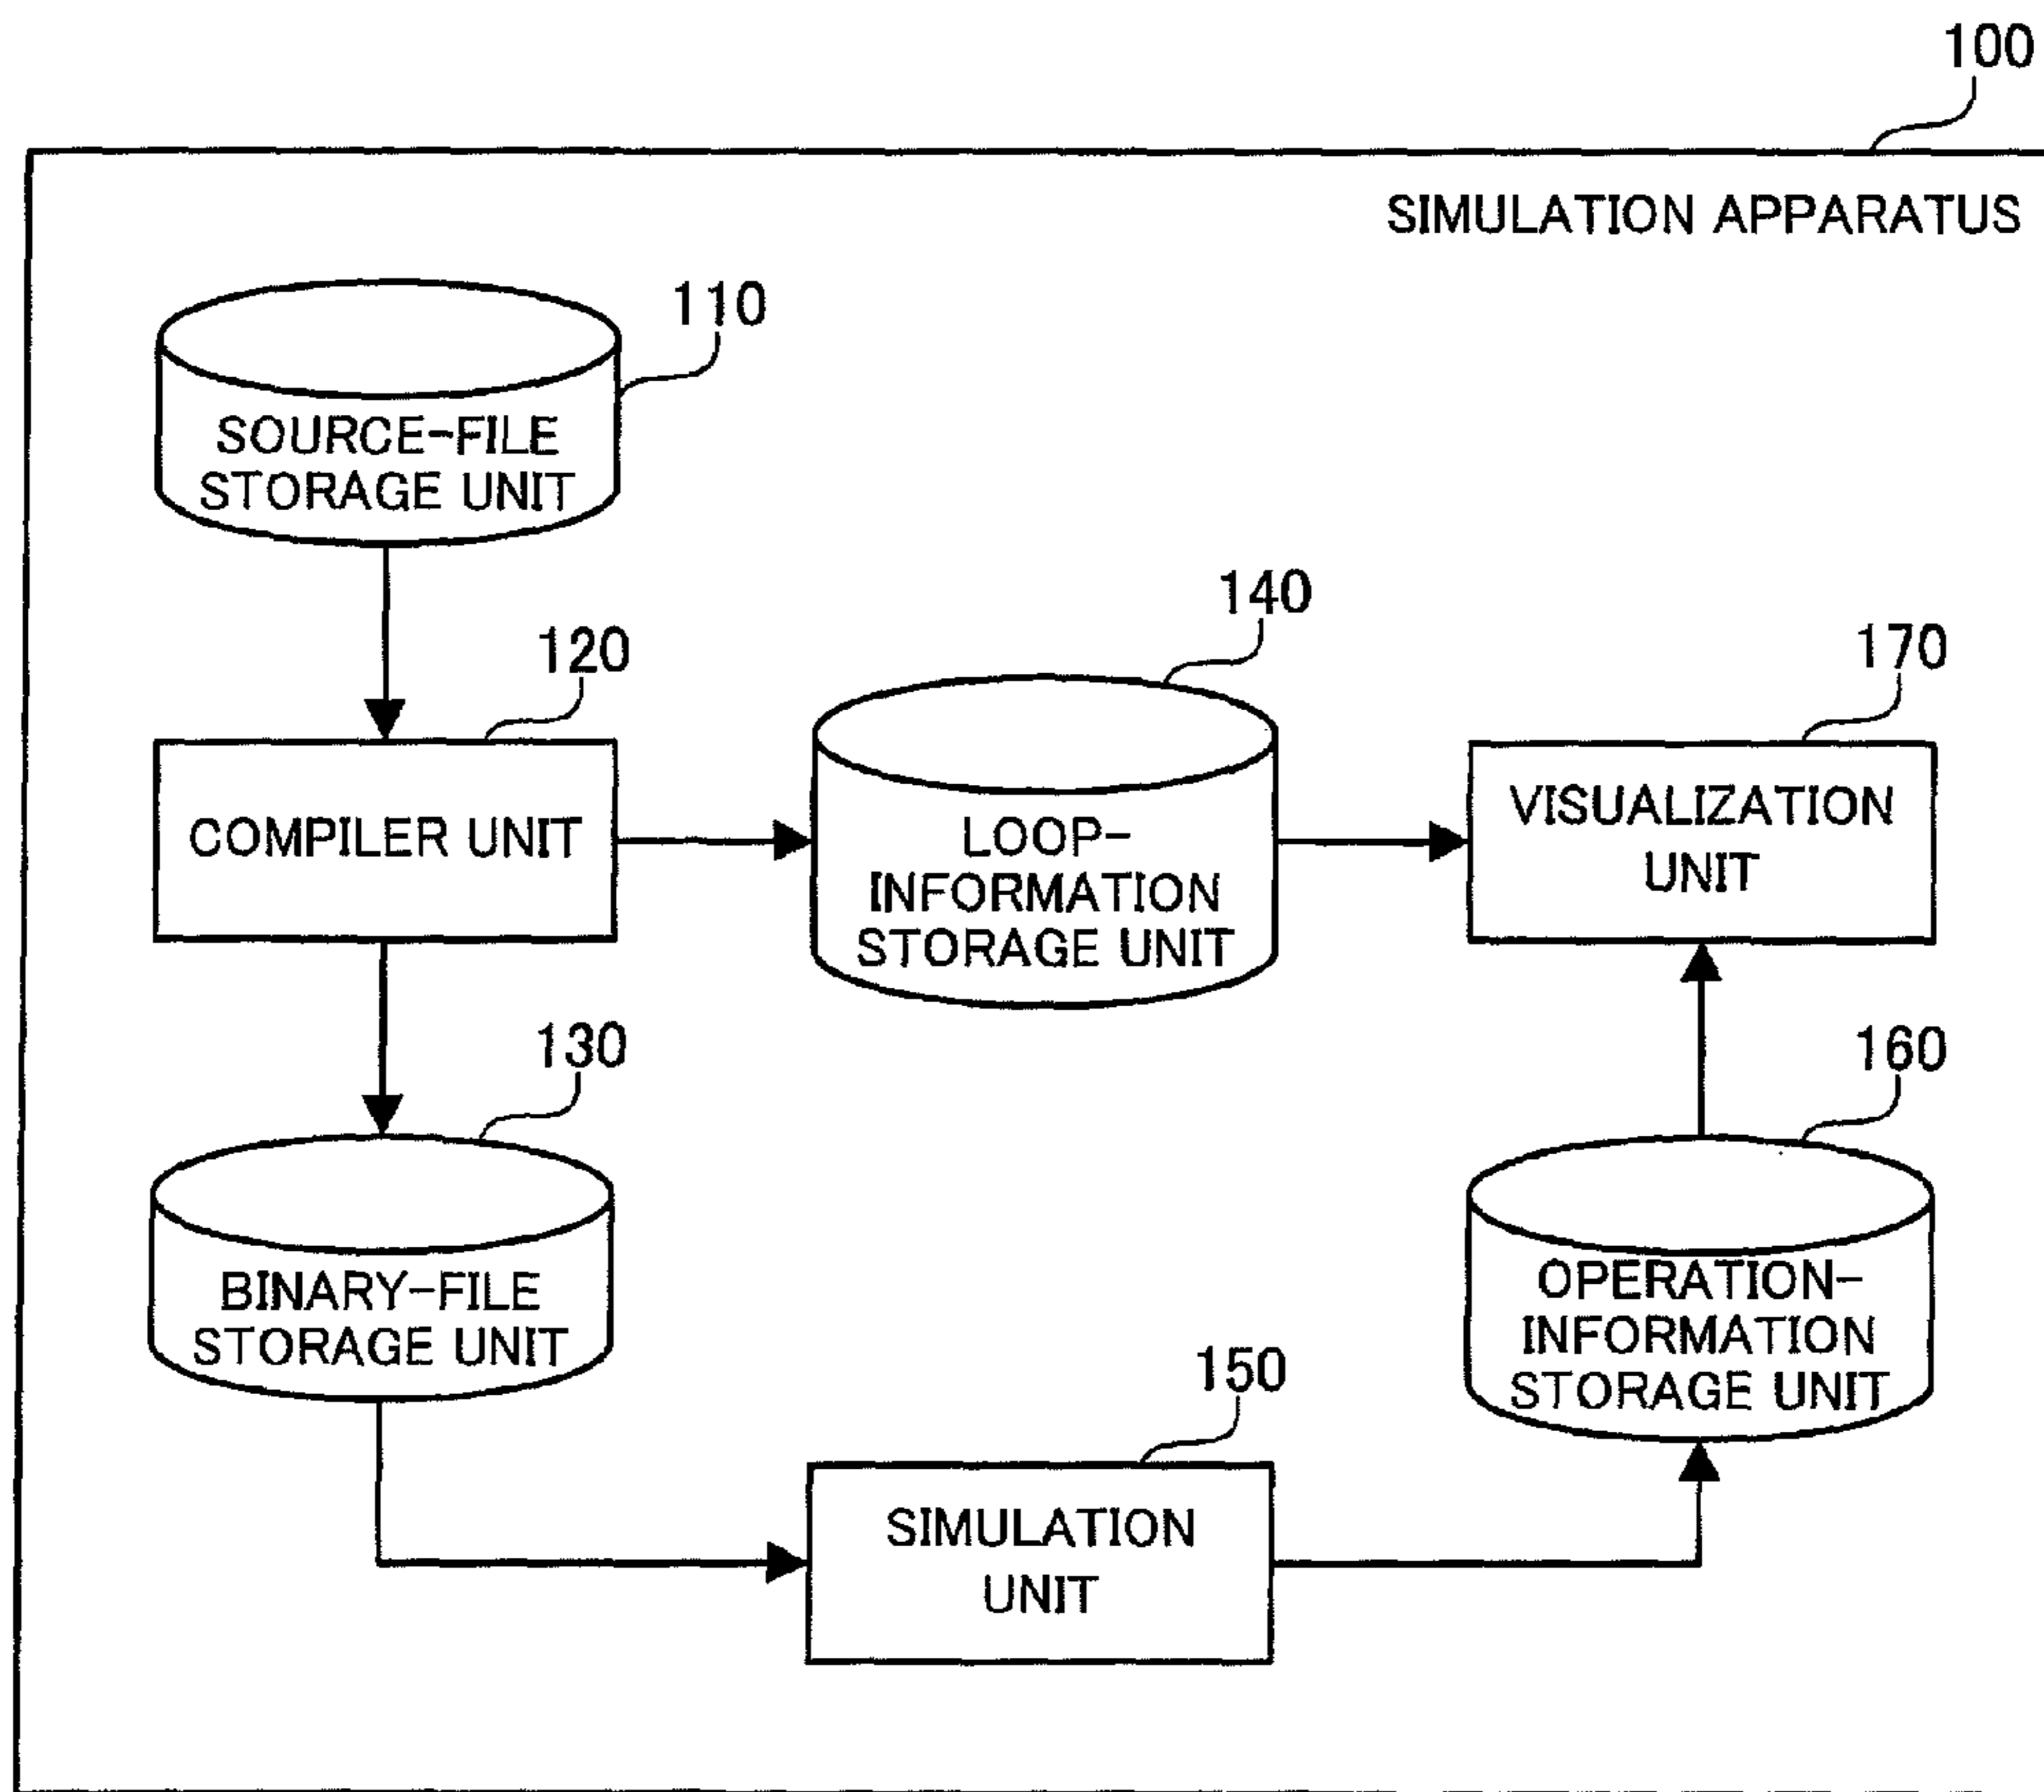 100
SIMULATION APPARATUS
110
SOURCE-FILE
STORAGE UNIT
120
COMPILER UNIT
140
LOOP-
INFORMATION
STORAGE UNIT
170
VISUALIZATION
UNIT
130
BINARY-FILE
STORAGE UNIT
160
OPERATION-
INFORMATION
STORAGE UNIT
150
SIMULATION
UNIT